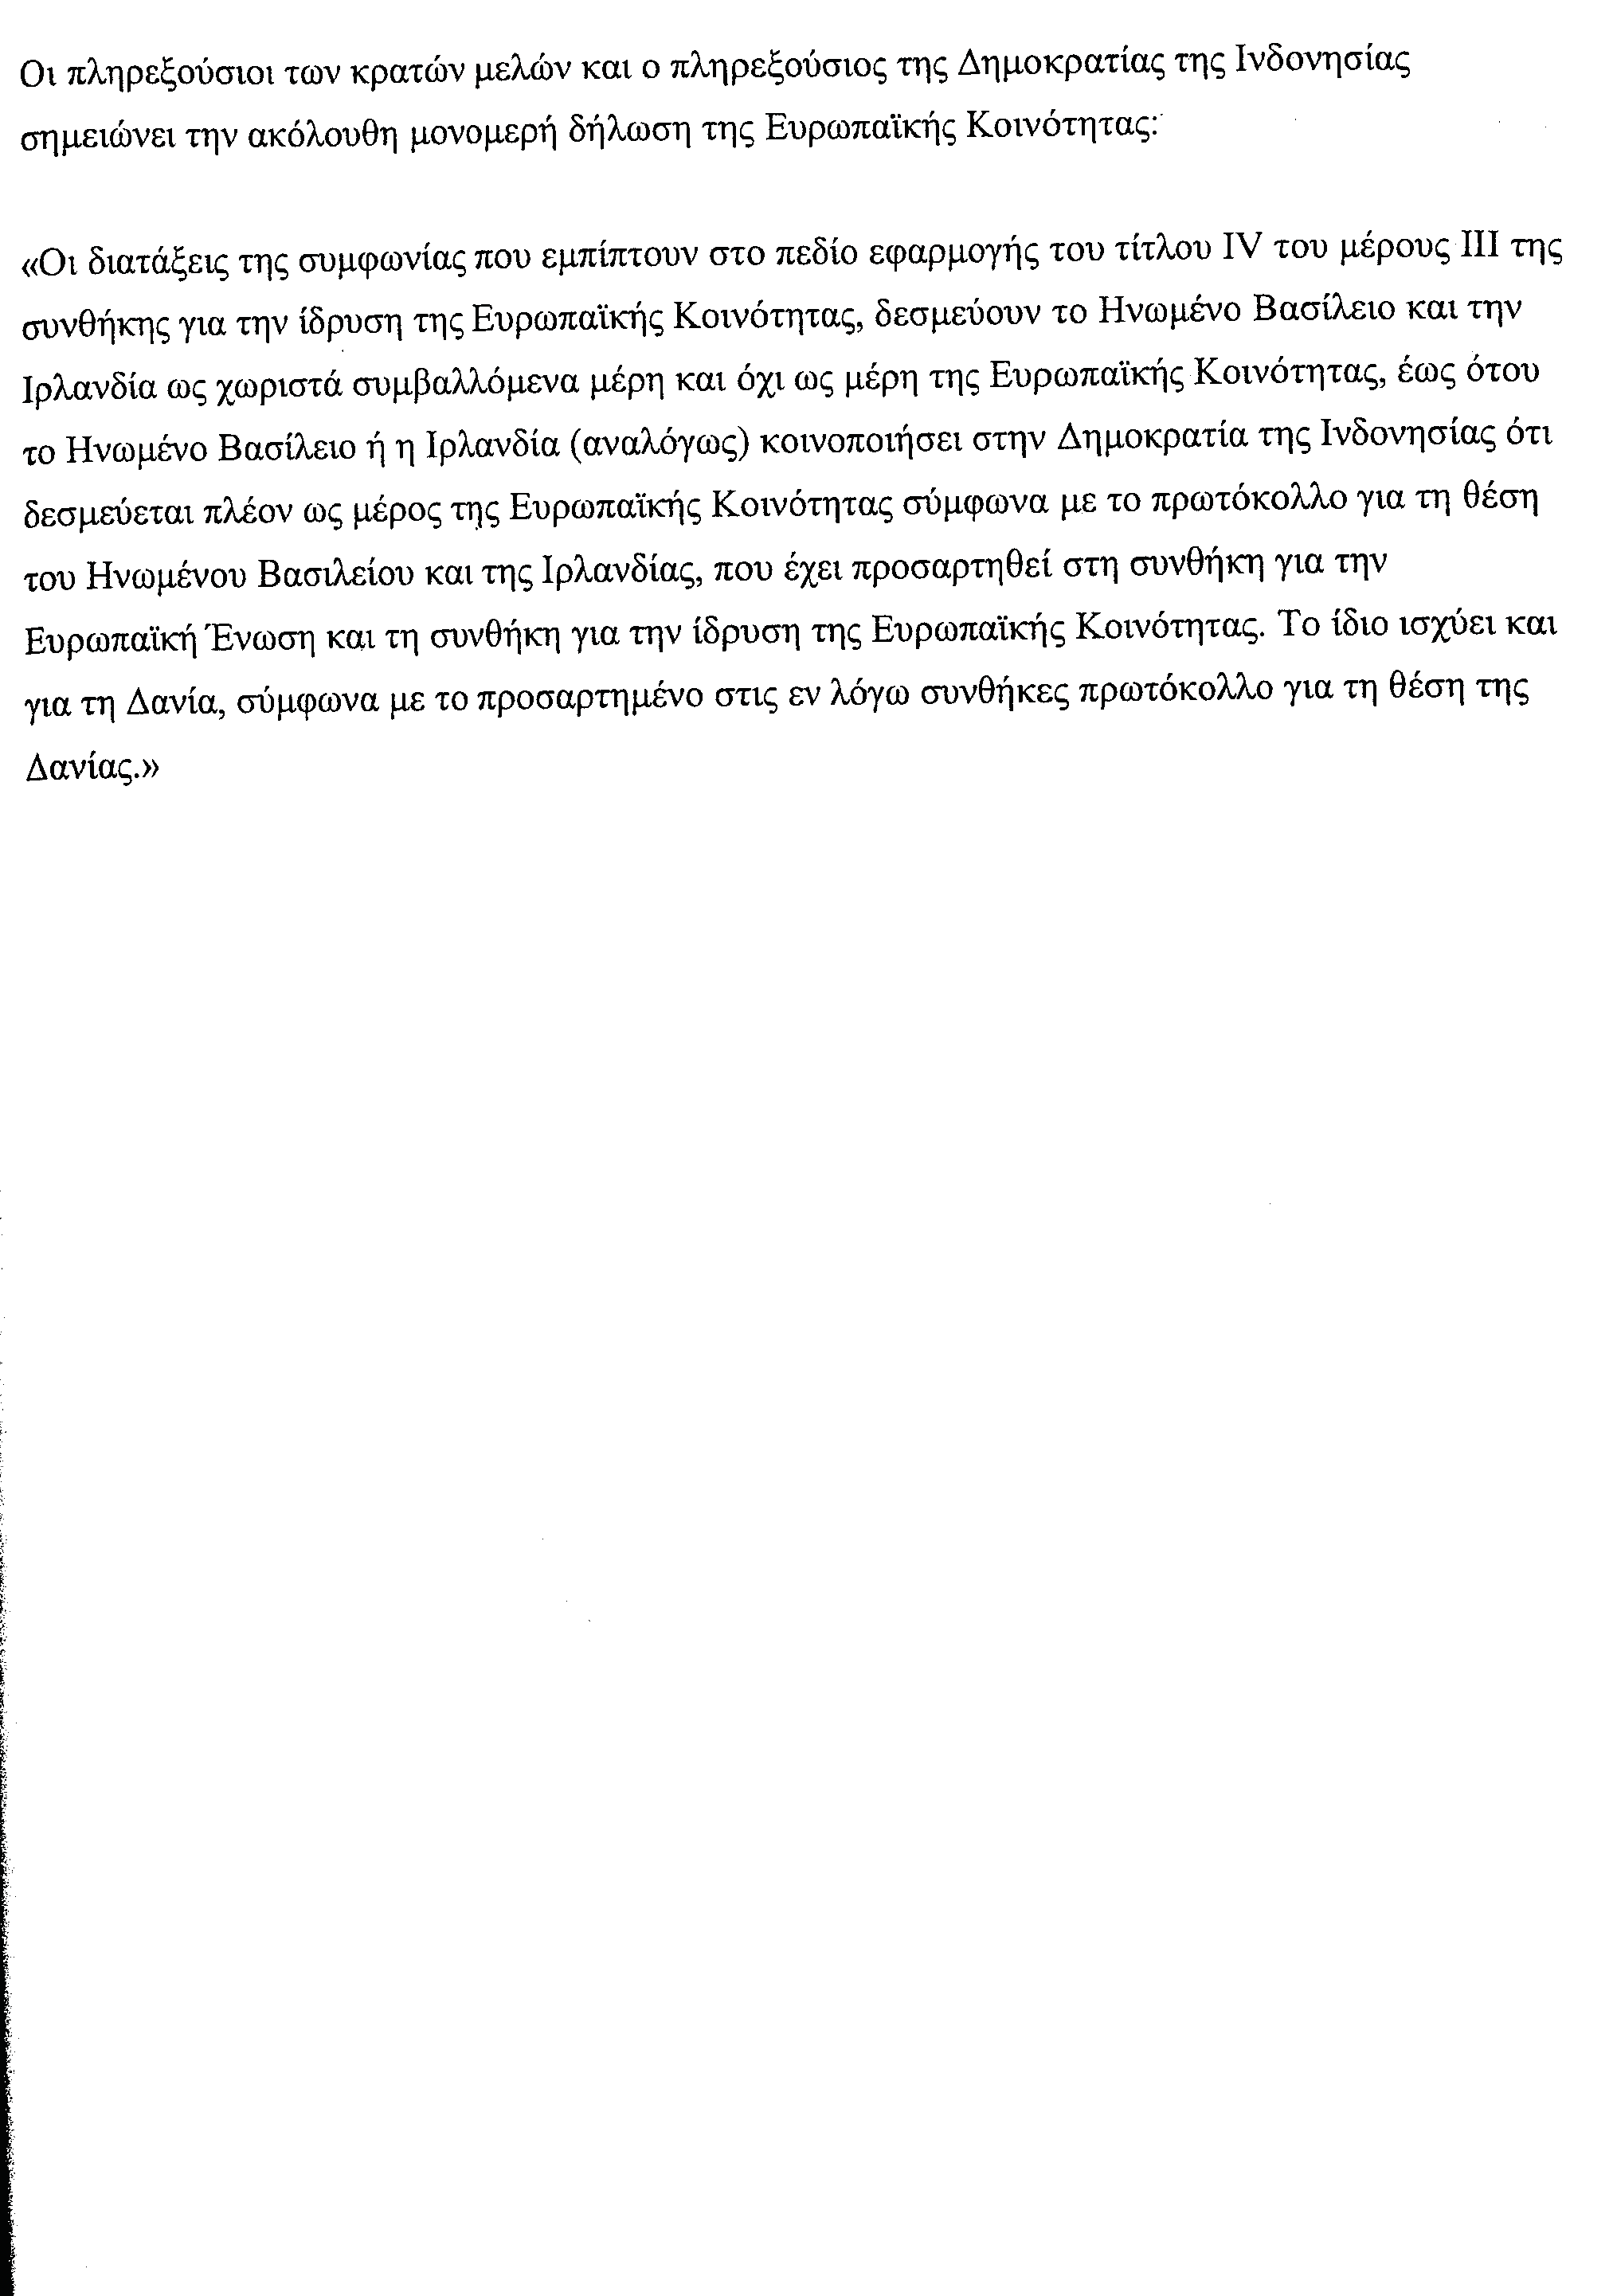 Οι πληρεξούσιοι των κρατών μελών και ο πληρεξούσιος της Δημοκρατίας της Ινδονησίας
σημειώνει την ακόλουθη μονομερή δήλωση της Ευρωπαϊκής Κοινότητας:
«Οι διατάξεις της συμφωνίας που εμπίπτουν στο πεδίο εφαρμογής του τίτλου IV του μέρους III της
συνθήκης για την ίδρυση της Ευρωπαϊκής Κοινότητας, δεσμεύουν το Ηνωμένο Βασίλειο και την
Ιρλανδία ως χωριστά συμβαλλόμενα μέρη και όχι ως μέρη της Ευρωπαϊκής Κοινότητας, έως ότου
το Ηνωμένο Βασίλειο ή η Ιρλανδία (αναλόγως) κοινοποιήσει στην Δημοκρατία της Ινδονησίας ότι
δεσμεύεται πλέον ως μέρος της Ευρωπαϊκής Κοινότητας σύμφωνα με το πρωτόκολλο για τη θέση
του Ηνωμένου Βασιλείου και της Ιρλανδίας, που έχει προσαρτηθεί στη συνθήκη για την
Ευρωπαϊκή Ένωση και τη συνθήκη για την ίδρυση της Ευρωπαϊκής Κοινότητας. Το ίδιο ισχύει και
για τη Δανία, σύμφωνα με το προσαρτημένο στις εν λόγω συνθήκες πρωτόκολλο για τη θέση της
Δανίας.»